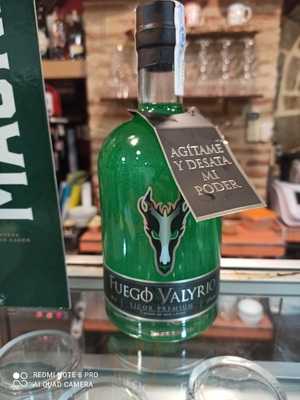 AGÍTAME
Y DESATA
MI
PODER
FUEGO VALYRIO
LICOR PREMIUM
REDMI NOTE 8 PRO
AI QUAD CAMERA